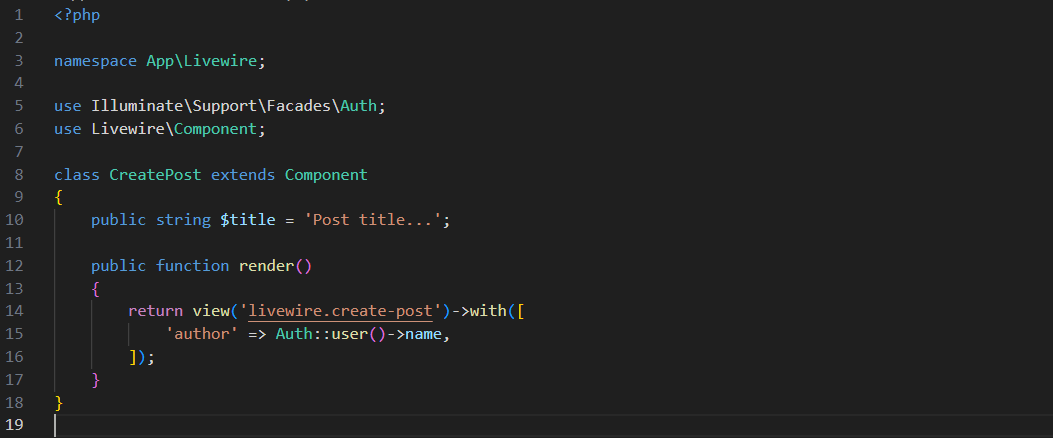 1 <?php
2
3 namespace App\Livewire;
4
5 use Illuminate\Support\Facades\Auth;
6 use Livewire\Component;
7
8 class CreatePost extends Component
9 {
10     public string $title = 'Post title...';
11
12     public function render()
13     {
14         return view('livewire.create-post')->with([
15             'author' => Auth::user()->name,
16         ]);
17     }
18 }
19